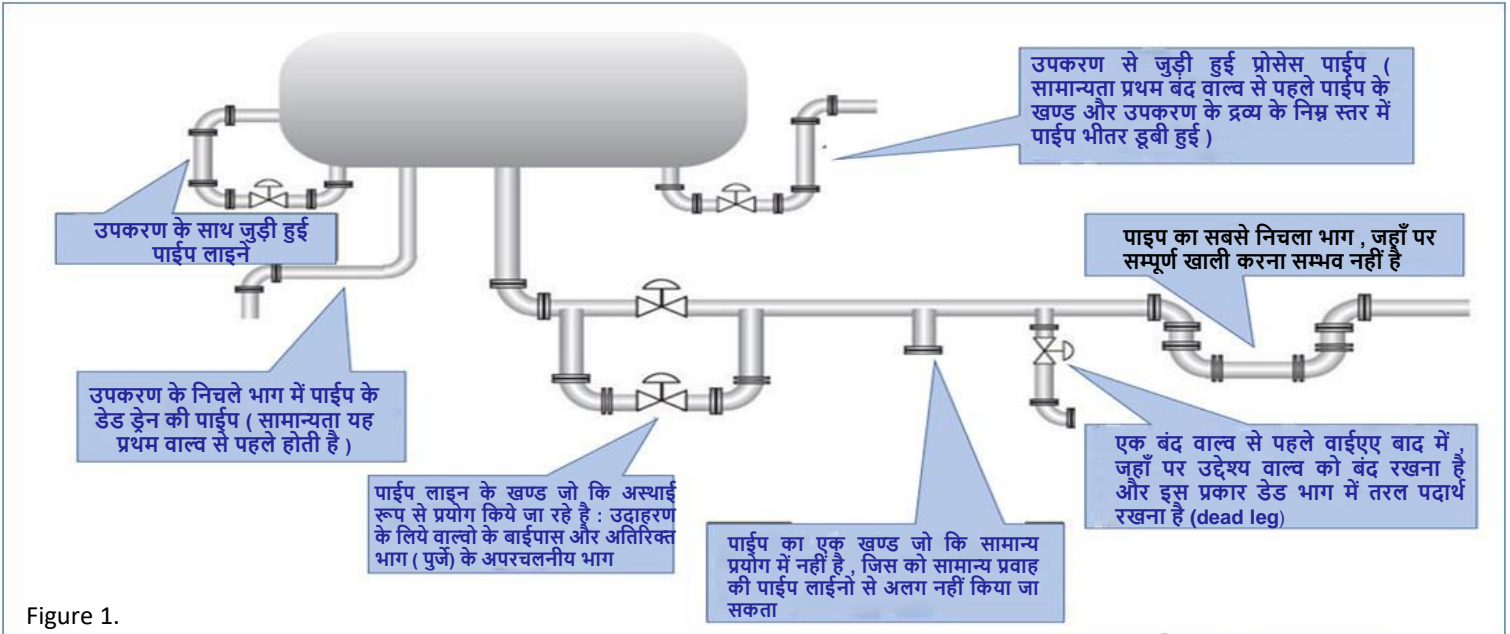 उपकरण से जुड़ी हुई प्रोसेस पाईप (
सामान्यता प्रथम बंद वाल्व से पहले पाईप के
खण्ड और उपकरण के द्रव्य के निम्न स्तर में
पाईप भीतर डूबी हुई )
उपकरण के साथ जुड़ी हुई
पाईप लाइने
पाइप का सबसे निचला भाग , जहाँ पर
सम्पूर्ण खाली करना सम्भव नहीं है
उपकरण के निचले भाग में पाईप के
डेड ड्रेन की पाईप ( सामान्यता यह
प्रथम वाल्व से पहले होती है )
पाईप लाइन के खण्ड जो कि अस्थाई
रूप से प्रयोग किये जा रहे है : उदाहरण
के लिये वाल्वो के बाईपास और अतिरिक्त
भाग ( पुर्जे) के अपरचलनीय भाग
पाईप का एक खण्ड जो कि सामान्य
प्रयोग में नहीं है , जिस को सामान्य प्रवाह
की पाईप लाईनो से अलग नहीं किया जा
सकता
एक बंद वाल्व से पहले वाईएए बाद में ,
जहाँ पर उद्देश्य वाल्व को बंद रखना है
और इस प्रकार डेड भाग में तरल पदार्थ
रखना है (dead leg)
Figure 1.